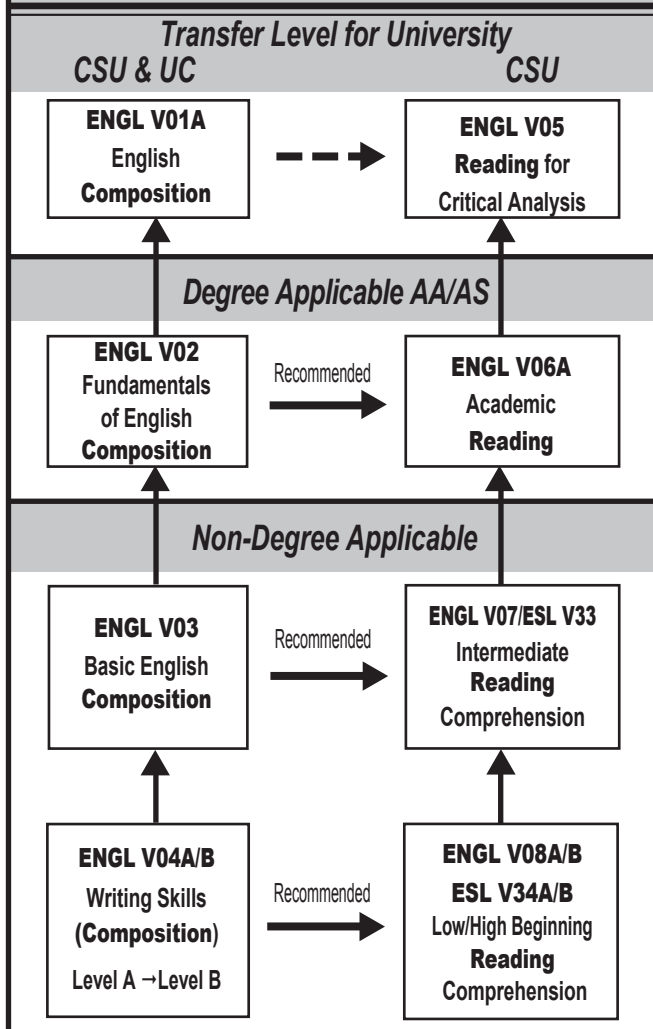 Transfer Level for University
CSU & UC
CSU
ENGL V01A
English
Composition
ENGL V05
Reading for
Critical Analysis
Degree Applicable AA/AS
ENGL V02
Fundamentals
of English
Composition
Recommended
ENGL V06A
Academic
Reading
Non-Degree Applicable
ENGL V03
Basic English
Composition
Recommended
ENGL V07/ESL V33
Intermediate
Reading
Comprehension
ENGL V04A/B
Writing Skills
(Composition)
Level A →Level B
Recommended
ENGL V08A/B
ESL V34A/B
Low/High Beginning
Reading
Comprehension